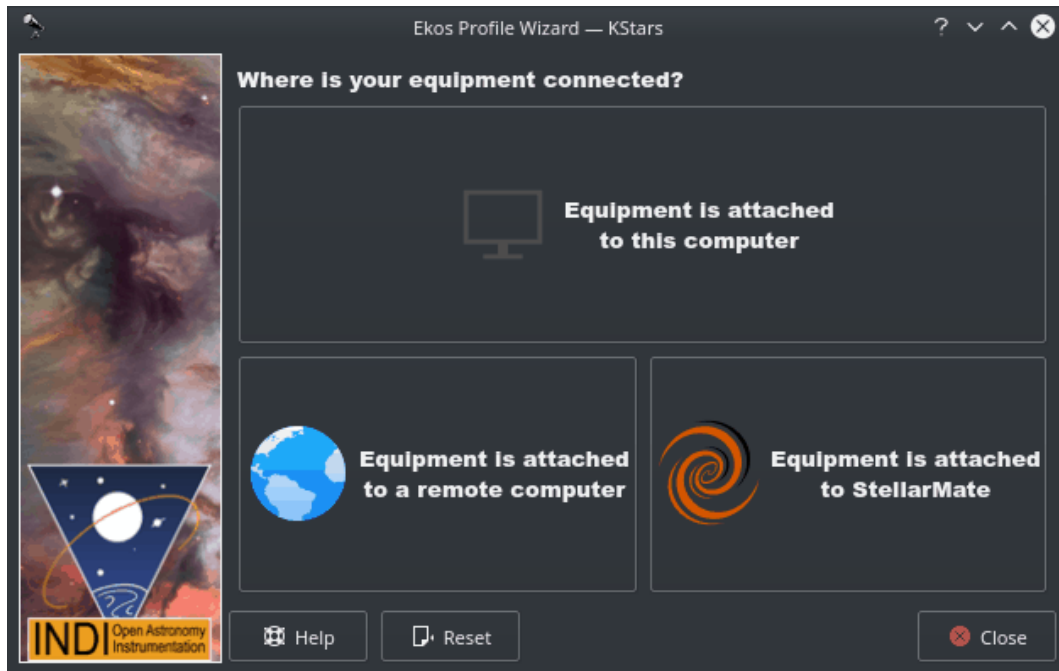 Ekos Profile Wizard — KStars
Where is your equipment connected?
Equipment is attached
to this computer
Equipment is attached
to a remote computer
Equipment is attached
to StellarMate
INDI
Open Astronomy
Instrumentation
Help
Reset
Close